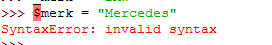 >>> $merk = "Mercedes"
SyntaxError: invalid syntax
>>>